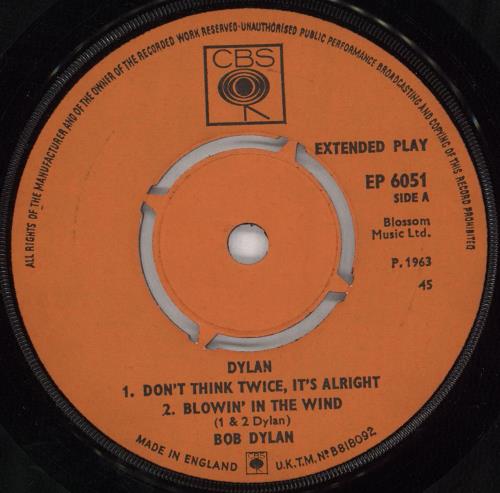 ALL RIGHTS OF THE MANUFACTURER AND OF THE OWNER OF THE RECORDED WORK RESERVED·UNAUTHORISED PUBLIC PERFORMANCE BROADCASTING AND COPYING OF THIS RECORD PROHIBITED
CBS
EXTENDED PLAY
EP 6051
SIDE A
Blossom
Music Ltd.
P. 1963
45
DYLAN
1. DON'T THINK TWICE, IT'S ALRIGHT
2. BLOWIN' IN THE WIND
(1 & 2 Dylan)
BOB DYLAN
MADE IN ENGLAND CBS U.K.T.M. Nº B818092